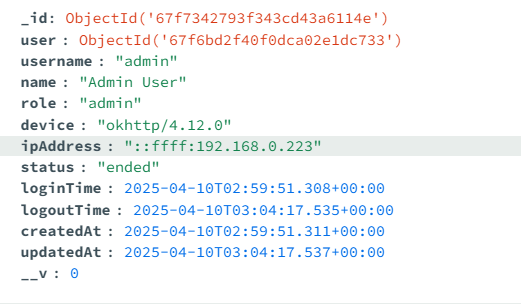 _id: ObjectId('67f7342793f343cd43a6114e')
user : ObjectId('67f6bd2f40f0dca02e1dc733')
username : "admin"
name : "Admin User"
role : "admin"
device : "okhttp/4.12.0"
ipAddress : "::ffff:192.168.0.223"
status : "ended"
loginTime : 2025-04-10T02:59:51.308+00:00
logoutTime : 2025-04-10T03:04:17.535+00:00
createdAt : 2025-04-10T02:59:51.311+00:00
updatedAt : 2025-04-10T03:04:17.537+00:00
__v : 0